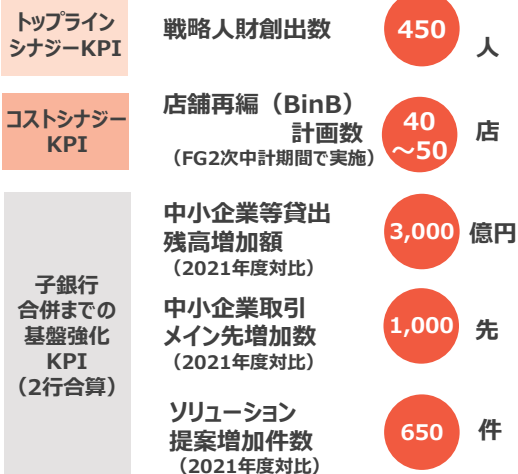 トップライン
シナジーKPI
戦略人財創出数
450
人
コストシナジー
KPI
店舗再編（BinB）
計画数
（FG2次中計期間で実施）
40
～50
店
子銀行
合併までの
基盤強化
KPI
（2行合算）
中小企業等貸出
残高増加額
（2021年度対比）
3,000
億円
中小企業取引
メイン先増加数
（2021年度対比）
1,000
先
ソリューション
提案増加件数
（2021年度対比）
650
件